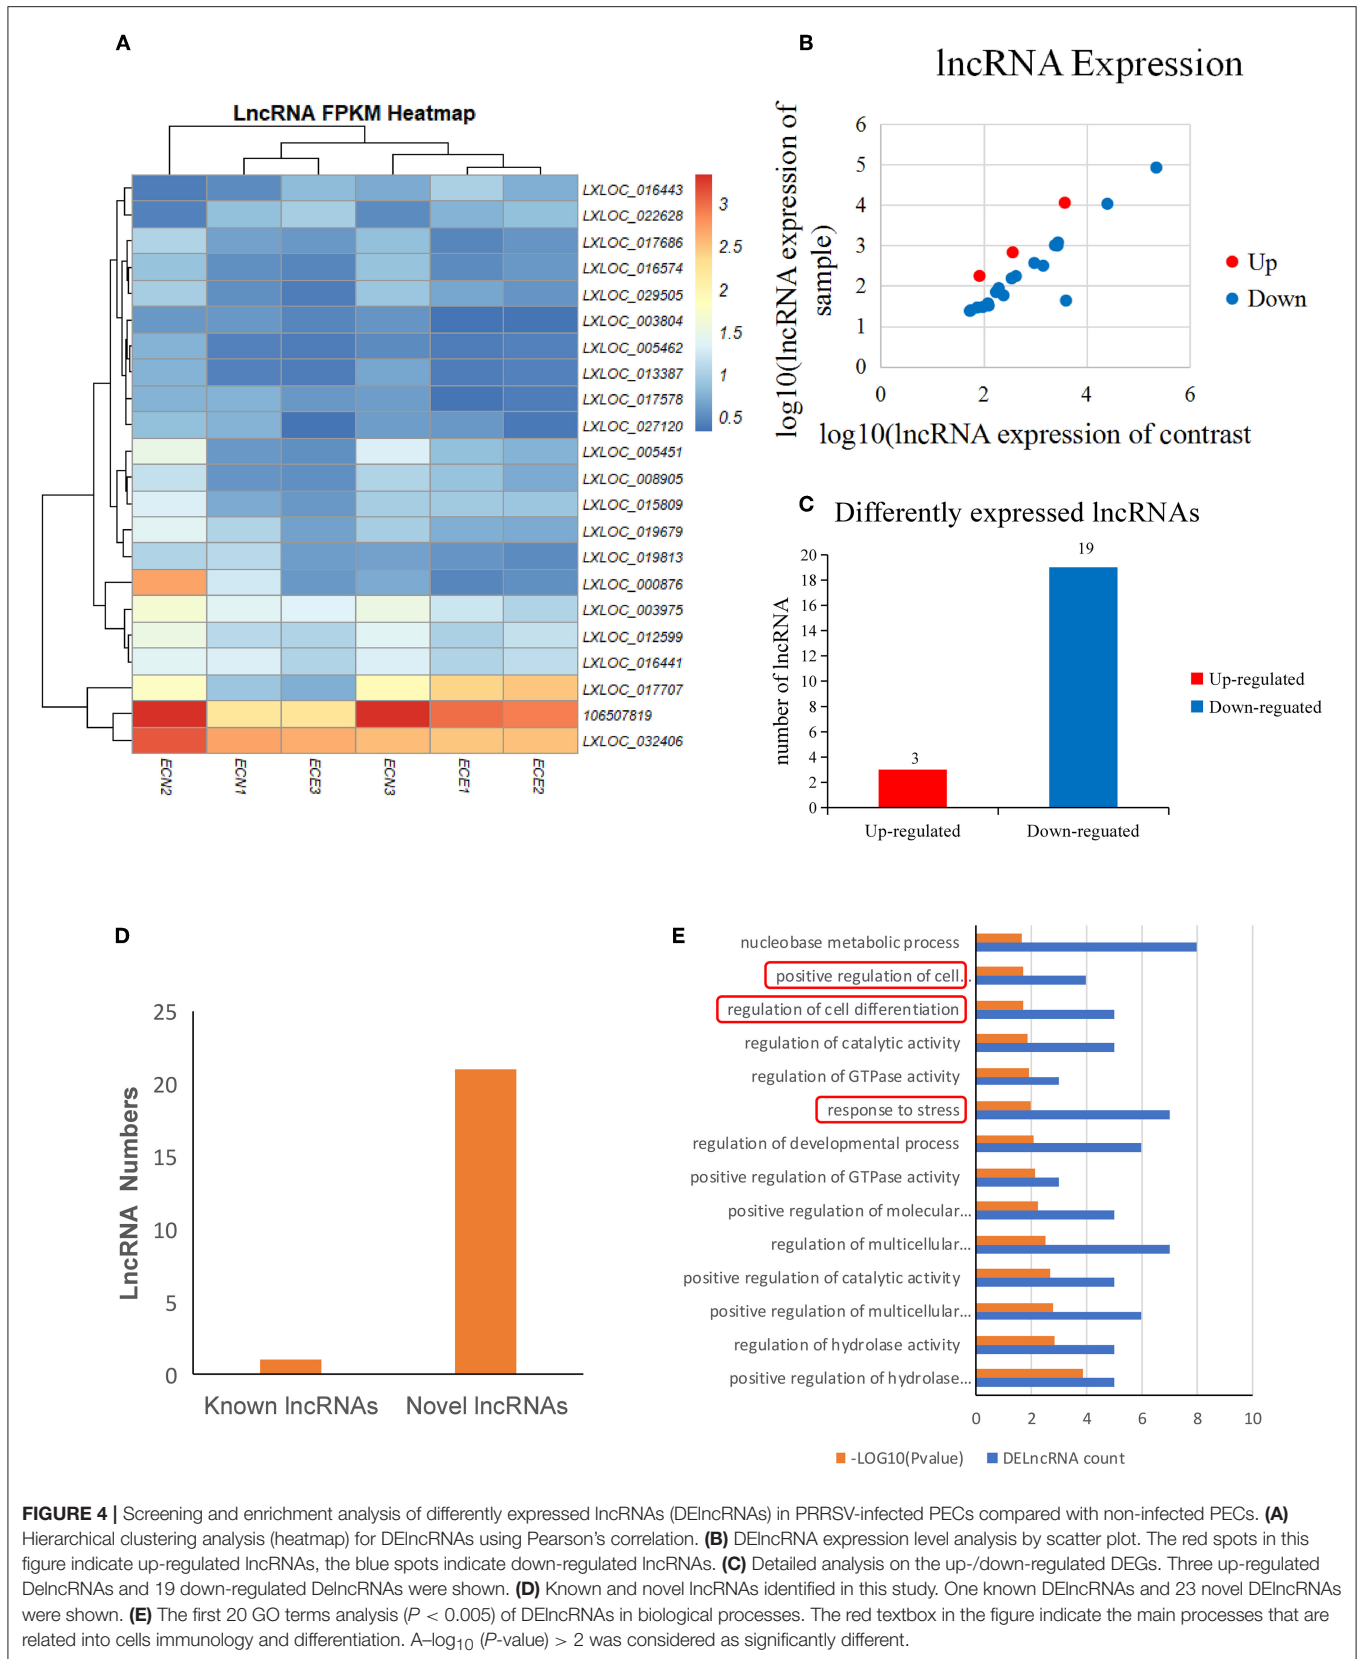 A
LncRNA FPKM Heatmap
LXLOC_016443
LXLOC_022628
LXLOC_017686
LXLOC_016574
LXLOC_029505
LXLOC_003804
LXLOC_005462
LXLOC_013387
LXLOC_017578
LXLOC_027120
LXLOC_005451
LXLOC_008905
LXLOC_015809
LXLOC_019679
LXLOC_019813
LXLOC_000876
LXLOC_003975
LXLOC_012599
LXLOC_016441
LXLOC_017707
106507819
LXLOC_032406
ECN2
ECN1
ECE3
ECN3
ECE1
ECE2
3
2.5
2
1.5
1
0.5
B
lncRNA Expression
log10(lncRNA expression of
sample)
6
5
4
3
2
1
0
0
2
4
6
log10(lncRNA expression of contrast
Up
Down
C
Differently expressed lncRNAs
number of lncRNA
20
18
16
14
12
10
8
6
4
2
0
3
19
Up-regulated
Down-reguated
Up-regulated
Down-reguated
D
LncRNA Numbers
25
20
15
10
5
0
Known lncRNAs
Novel lncRNAs
E
nucleobase metabolic process
positive regulation of cell...
regulation of cell differentiation
regulation of catalytic activity
regulation of GTPase activity
response to stress
regulation of developmental process
positive regulation of GTPase activity
positive regulation of molecular...
regulation of multicellular...
positive regulation of catalytic activity
positive regulation of multicellular...
regulation of hydrolase activity
positive regulation of hydrolase...
0
2
4
6
8
10
-LOG10(Pvalue)
DELncRNA count
FIGURE 4 | Screening and enrichment analysis of differently expressed lncRNAs (DElncRNAs) in PRRSV-infected PECs compared with non-infected PECs. (A)
Hierarchical clustering analysis (heatmap) for DElncRNAs using Pearson's correlation. (B) DElncRNA expression level analysis by scatter plot. The red spots in this
figure indicate up-regulated lncRNAs, the blue spots indicate down-regulated lncRNAs. (C) Detailed analysis on the up-/down-regulated DEGs. Three up-regulated
DelncRNAs and 19 down-regulated DelncRNAs were shown. (D) Known and novel lncRNAs identified in this study. One known DElncRNAs and 23 novel DElncRNAs
were shown. (E) The first 20 GO terms analysis (P < 0.005) of DElncRNAs in biological processes. The red textbox in the figure indicate the main processes that are
related into cells immunology and differentiation. A–log10 (P-value) > 2 was considered as significantly different.